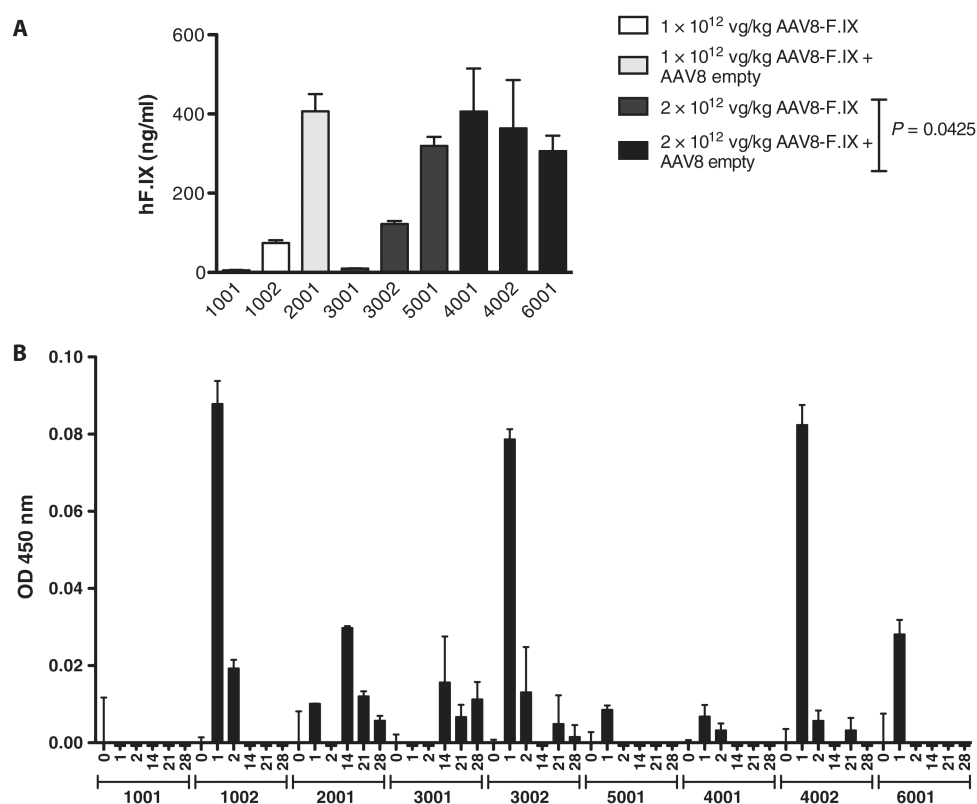 A
600
400
200
0
hF.IX (ng/ml)
1001 1002 2001 3001 3002 5001 4001 4002 6001
1 × 10¹² vg/kg AAV8-F.IX
1 × 10¹² vg/kg AAV8-F.IX +
AAV8 empty
2 × 10¹² vg/kg AAV8-F.IX
2 × 10¹² vg/kg AAV8-F.IX +
AAV8 empty
P = 0.0425
B
0.10
0.08
0.06
0.04
0.02
0.00
OD 450 nm
0 1 2 14 21 28 0 1 2 14 21 28 0 1 2 14 21 28 0 1 2 14 21 28 0 1 2 14 21 28 0 1 2 14 21 28 0 1 2 14 21 28 0 1 2 14 21 28 0 1 2 14 21 28
1001 1002 2001 3001 3002 5001 4001 4002 6001